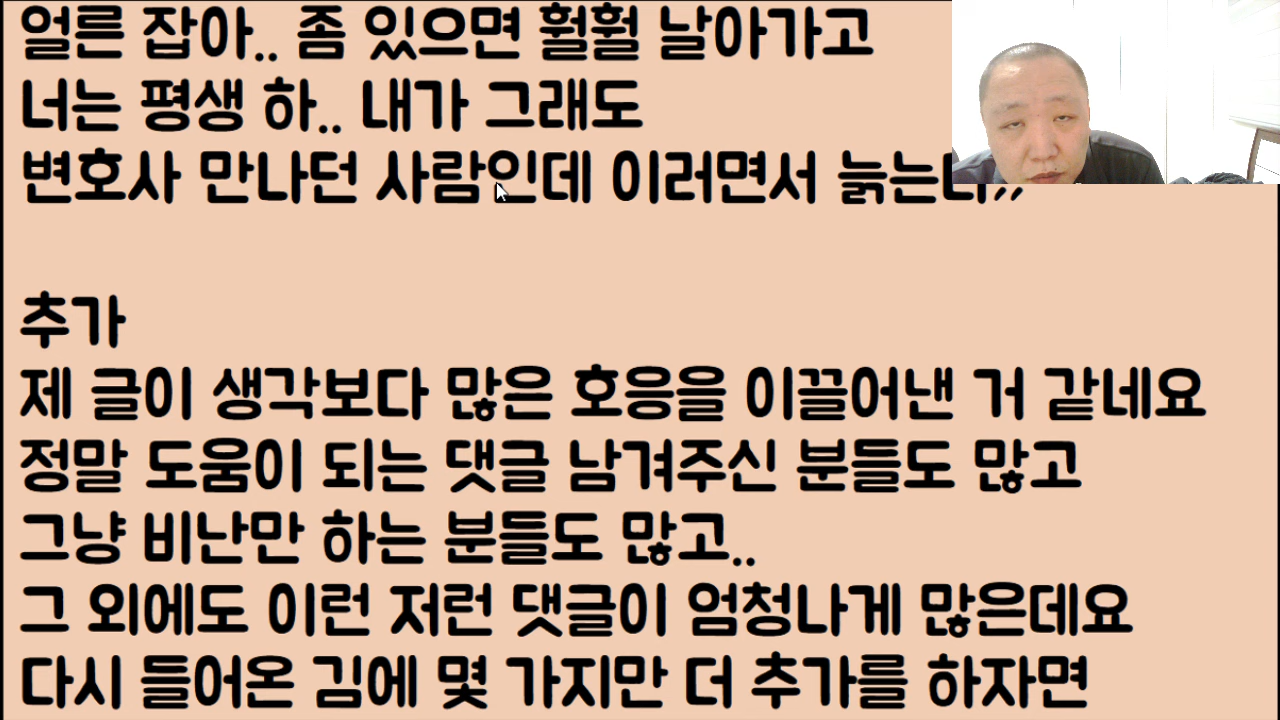 얼른 잡아.. 좀 있으면 훨훨 날아가고
너는 평생 하.. 내가 그래도
변호사 만나던 사람인데 이러면서
추가
제 글이 생각보다 많은 호응을 이끌어낸 거 같네요
정말 도움이 되는 댓글 남겨주신 분들도 많고
그냥 비난만 하는 분들도 많고..
그 외에도 이런 저런 댓글이 엄청나게 많은데요
다시 들어온 김에 몇 가지만 더 추가를 하자면